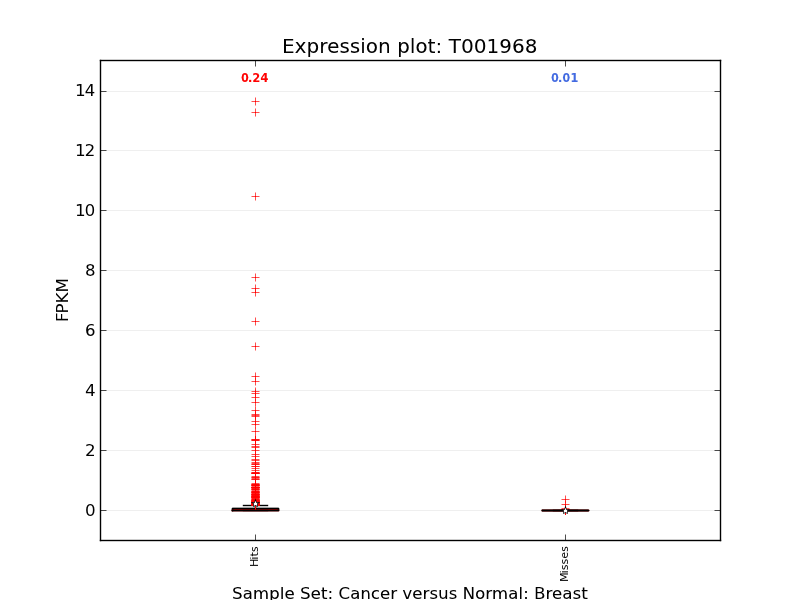 Expression plot: T001968
0.24
0.01
14
12
10
8
6
4
2
0
FPKM
Hits
Misses
Sample Set: Cancer versus Normal: Breast